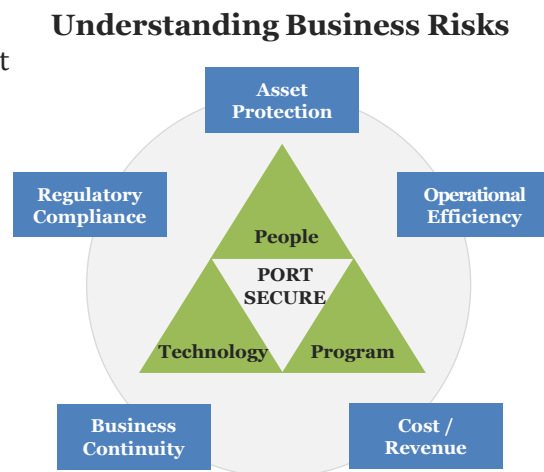 Understanding Business Risks
t
Asset
Protection
Regulatory
Compliance
Operational
Efficiency
People
PORT
SECURE
Technology
Program
Business
Continuity
Cost /
Revenue